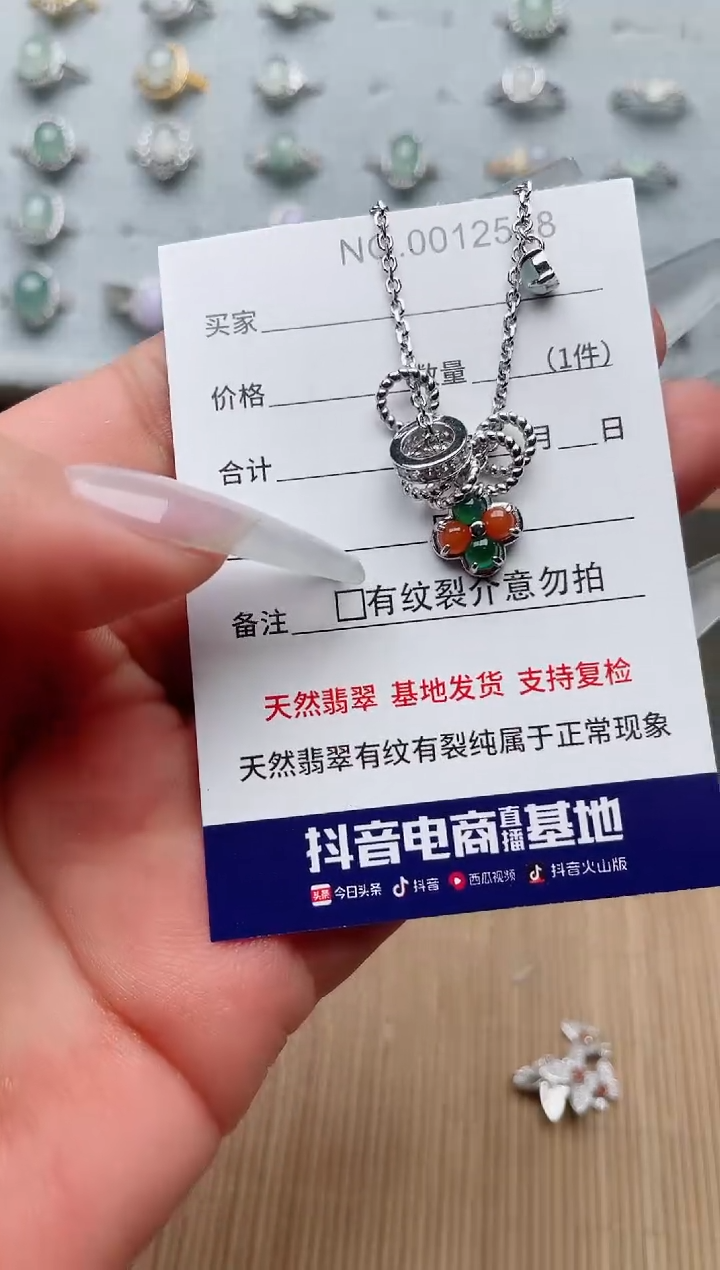 买家
数量 (1件)
价格
月 日
合计
备注 □有纹裂介意勿拍
天然翡翠 基地发货 支持复检
天然翡翠有纹有裂纯属于正常现象
抖音电商直播基地
头条 今日头条 抖音 西瓜视频 抖音火山版